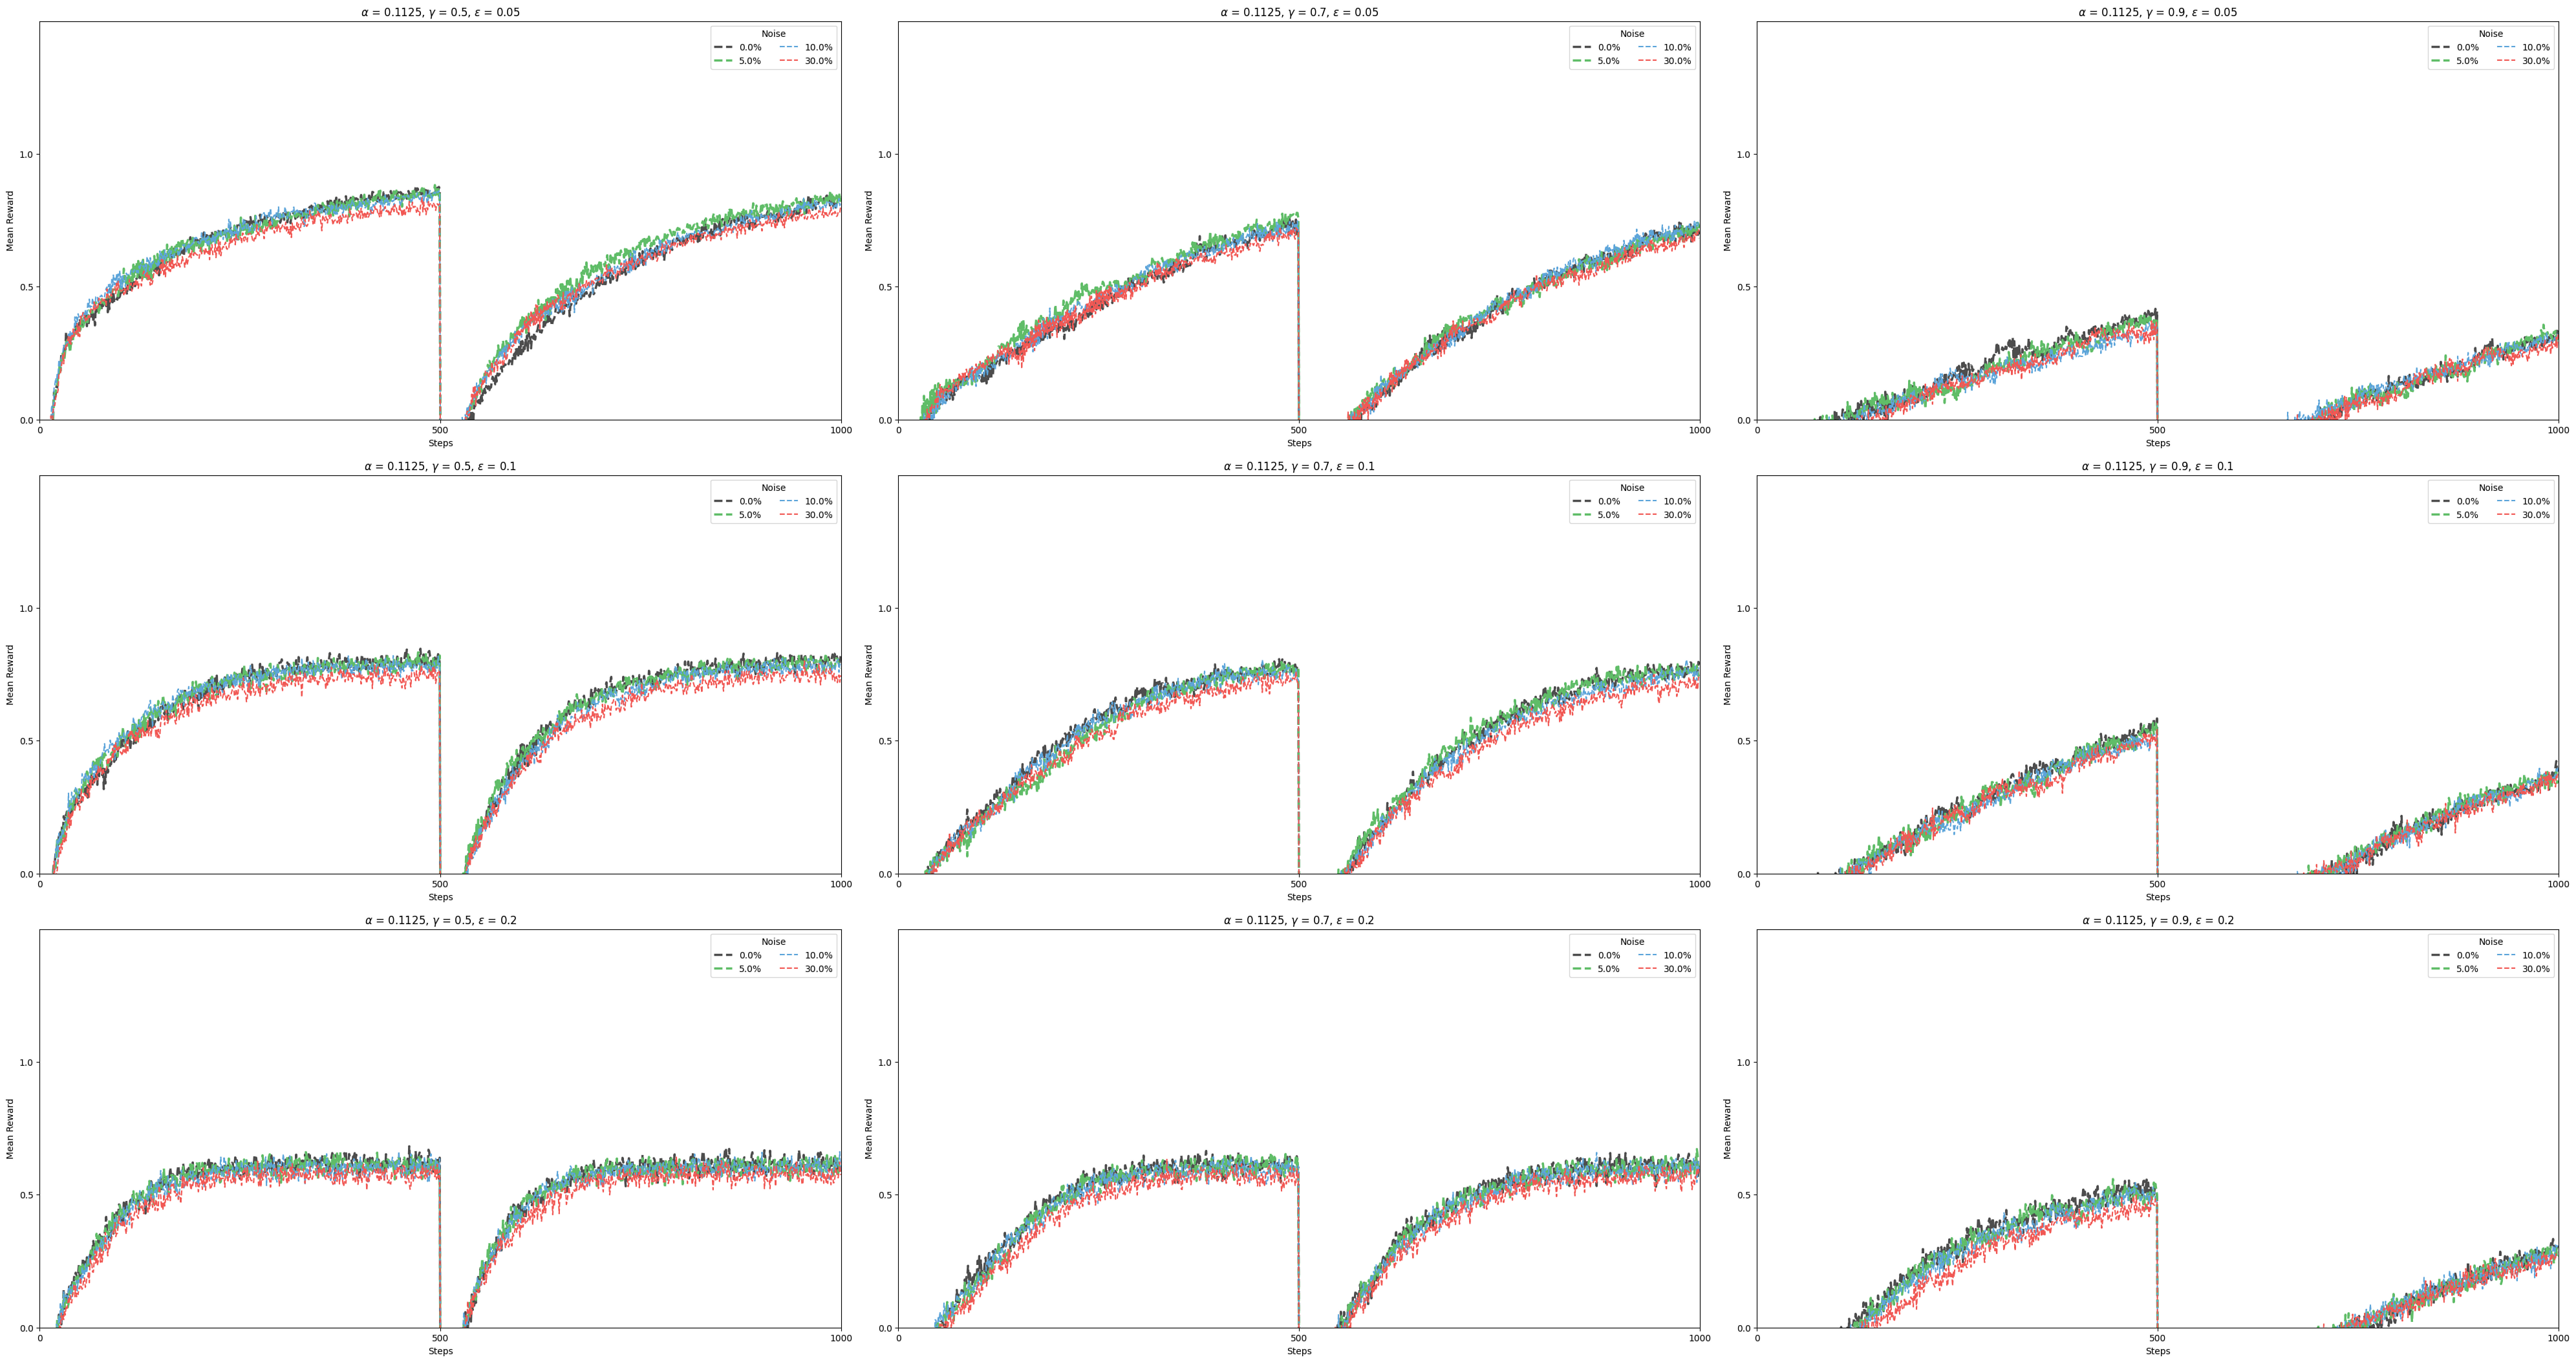 α = 0.1125, γ = 0.5, ε = 0.05
Noise
0.0% 10.0%
5.0% 30.0%
1.0
0.5
0.0
Mean Reward
0 500 1000
Steps
α = 0.1125, γ = 0.7, ε = 0.05
Noise
0.0% 10.0%
5.0% 30.0%
1.0
0.5
0.0
Mean Reward
0 500 1000
Steps
α = 0.1125, γ = 0.9, ε = 0.05
Noise
0.0% 10.0%
5.0% 30.0%
1.0
0.5
0.0
Mean Reward
0 500 1000
Steps
α = 0.1125, γ = 0.5, ε = 0.1
Noise
0.0% 10.0%
5.0% 30.0%
1.0
0.5
0.0
Mean Reward
0 500 1000
Steps
α = 0.1125, γ = 0.7, ε = 0.1
Noise
0.0% 10.0%
5.0% 30.0%
1.0
0.5
0.0
Mean Reward
0 500 1000
Steps
α = 0.1125, γ = 0.9, ε = 0.1
Noise
0.0% 10.0%
5.0% 30.0%
1.0
0.5
0.0
Mean Reward
0 500 1000
Steps
α = 0.1125, γ = 0.5, ε = 0.2
Noise
0.0% 10.0%
5.0% 30.0%
1.0
0.5
0.0
Mean Reward
0 500 1000
Steps
α = 0.1125, γ = 0.7, ε = 0.2
Noise
0.0% 10.0%
5.0% 30.0%
1.0
0.5
0.0
Mean Reward
0 500 1000
Steps
α = 0.1125, γ = 0.9, ε = 0.2
Noise
0.0% 10.0%
5.0% 30.0%
1.0
0.5
0.0
Mean Reward
0 500 1000
Steps